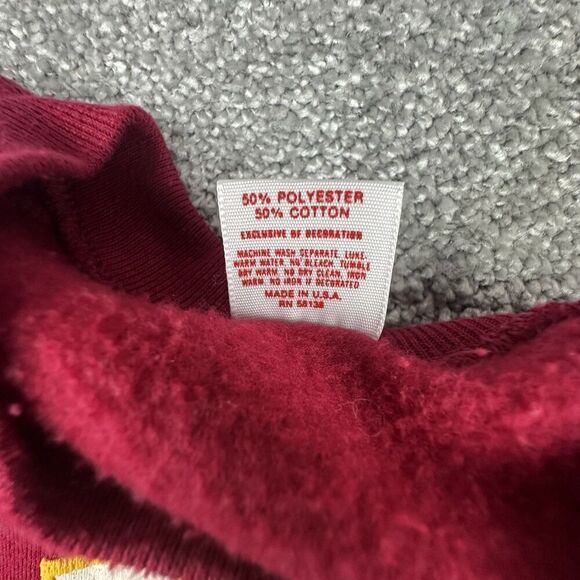 50% POLYESTER
50% COTTON
EXCLUSIVE OF DECORATION
MACHINE WASH SEPARATE, LUKE.
WARM WATER. NO BLEACH. TUMBLE
DRY WARM. NO DRY CLEAN. IRON
WARM. NO IRON IF DECORATED
MADE IN U.S.A.
RN 58138